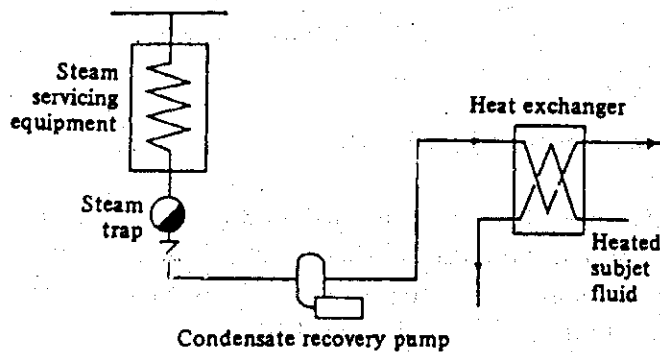 Steam
servicing
equipment
Heat exchanger
Steam
trap
Heated
subjet
fluid
Condensate recovery pump